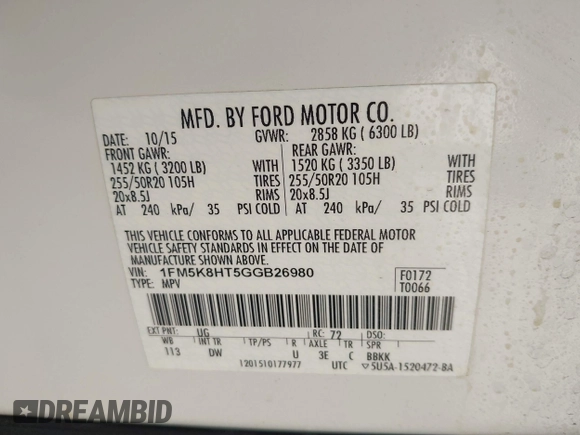 MFD. BY FORD MOTOR CO.
DATE: 10/15 GVWR: 2858 KG ( 6300 LB)
FRONT GAWR: REAR GAWR:
1452 KG ( 3200 LB) WITH 1520 KG ( 3350 LB) WITH
255/50R20 105H TIRES 255/50R20 105H TIRES
20x8.5J RIMS 20x8.5J RIMS
AT 240 kPa/ 35 PSI COLD AT 240 kPa/ 35 PSI COLD
THIS VEHICLE CONFORMS TO ALL APPLICABLE FEDERAL MOTOR
VEHICLE SAFETY STANDARDS IN EFFECT ON THE DATE OF MANUFACTURE
SHOWN ABOVE.
VIN: 1FM5K8HT5GGB26980 F0172
TYPE: MPV T0066
EXT PNT: UG RC: 72 DSO:
WB INT TR TP/PS R AXLE TR SPR
113 DW U 3E C BBKK
1201510177977 UTC ▽5USA-1520472-BA
DREAMBID